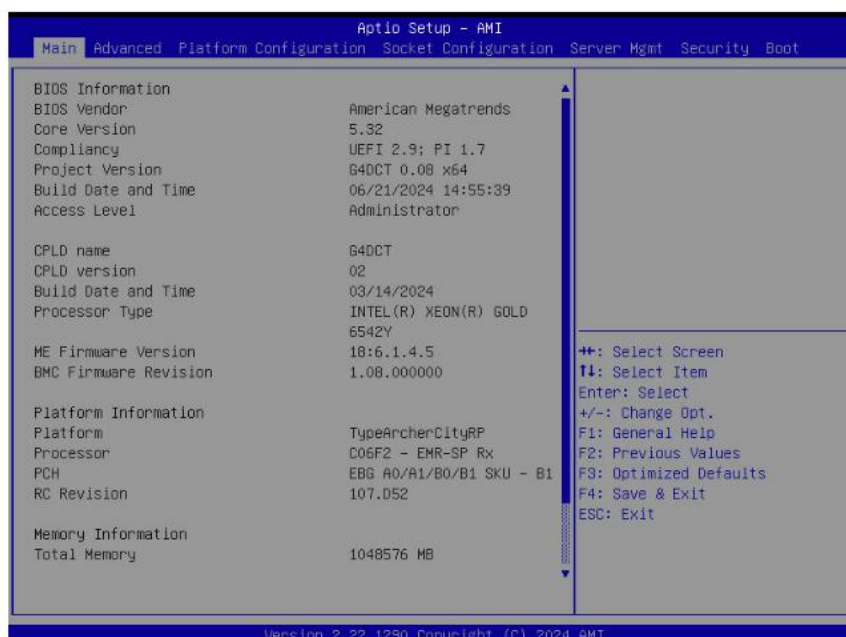 Aptio Setup - AMI
Main Advanced Platform Configuration Socket Configuration Server Mgmt Security Boot
BIOS Information
BIOS Vendor American Megatrends
Core Version 5.32
Compliancy UEFI 2.9; PI 1.7
Project Version G4DCT 0.08 x64
Build Date and Time 06/21/2024 14:55:39
Access Level Administrator
CPLD name G4DCT
CPLD version 02
Build Date and Time 03/14/2024
Processor Type INTEL(R) XEON(R) GOLD
6542Y
ME Firmware Version 18:6.1.4.5
BMC Firmware Revision 1.08.000000
Platform Information
Platform TypeArcherCityRP
Processor C06F2 - EMR-SP Rx
PCH EBG A0/A1/B0/B1 SKU - B1
RC Revision 107.D52
Memory Information
Total Memory 1048576 MB
→←: Select Screen
↑↓: Select Item
Enter: Select
+/-: Change Opt.
F1: General Help
F2: Previous Values
F3: Optimized Defaults
F4: Save & Exit
ESC: Exit
Version 2.22.1290 Copyright (C) 2024 AMI